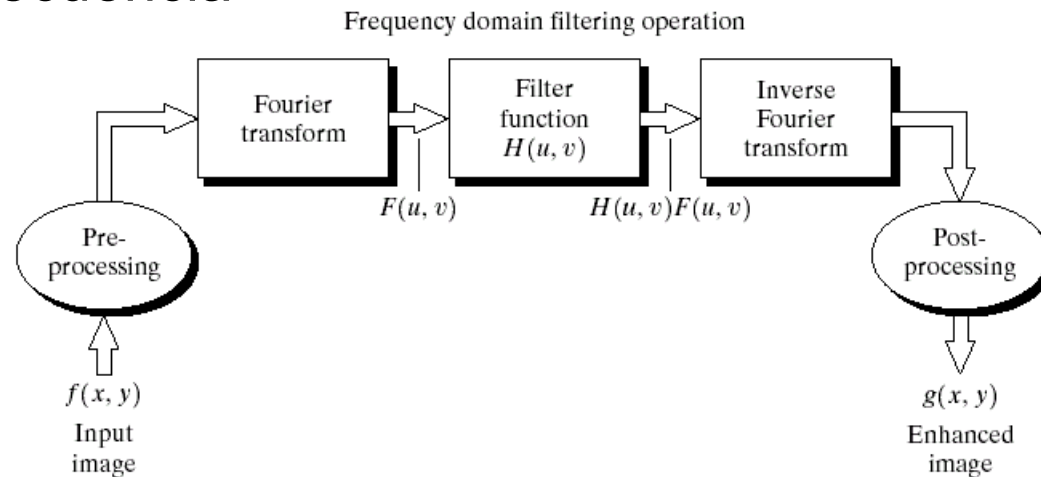 Frequency domain filtering operation
Fourier
transform
Filter
function
H(u, v)
Inverse
Fourier
transform
F(u, v)
H(u, v)F(u, v)
Pre-
processing
Post-
processing
f(x, y)
Input
image
g(x, y)
Enhanced
image